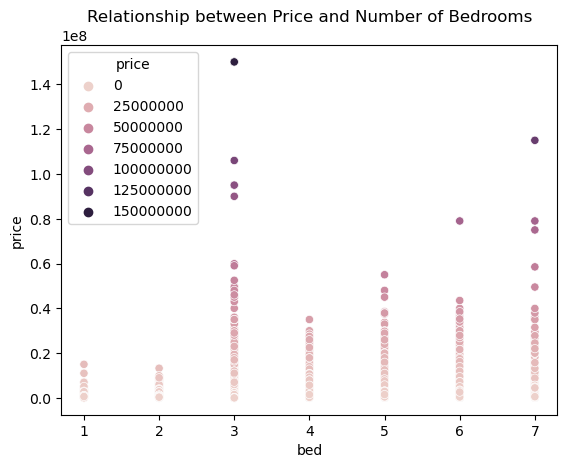 Relationship between Price and Number of Bedrooms
1e8
price
0
25000000
50000000
75000000
100000000
125000000
150000000
1.4
1.2
1.0
0.8
0.6
0.4
0.2
0.0
price
1 2 3 4 5 6 7
bed